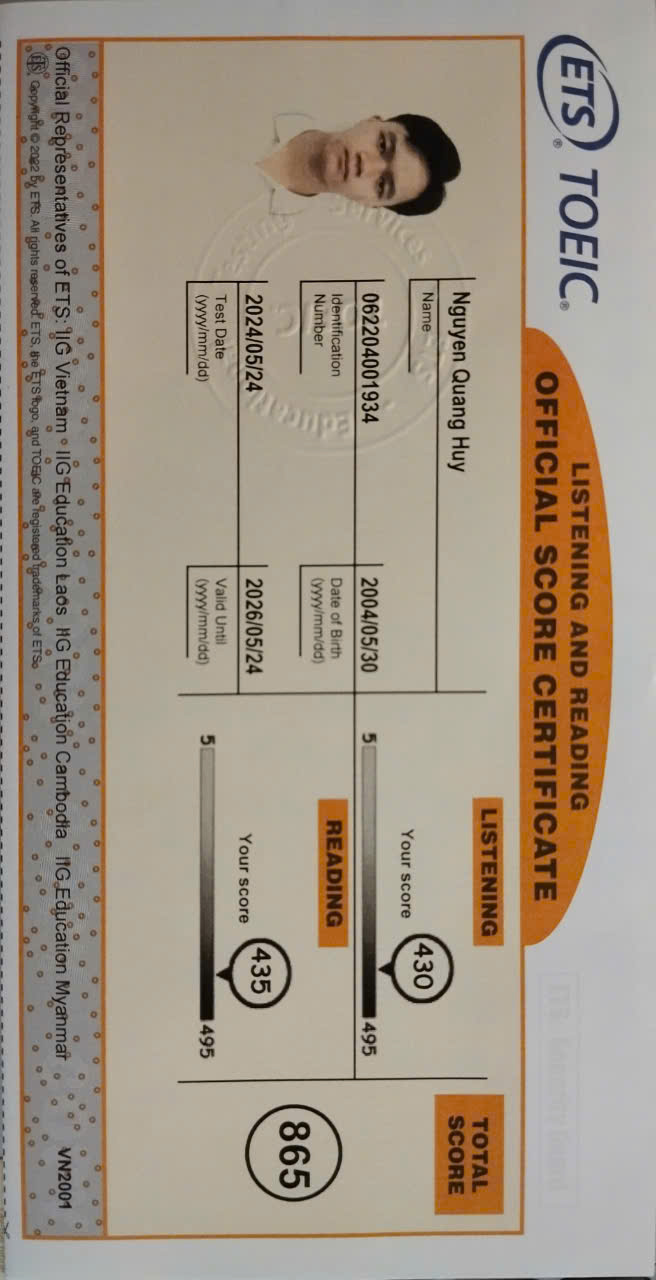 ETS® TOEIC®
LISTENING AND READING
OFFICIAL SCORE CERTIFICATE
ETS Security Guard
Nguyen Quang Huy
Name
062204001934
Identification
Number
2004/05/30
Date of Birth
(yyyy/mm/dd)
2024/05/24
Test Date
(yyyy/mm/dd)
2026/05/24
Valid Until
(yyyy/mm/dd)
LISTENING
Your score
430
5 495
READING
Your score
435
5 495
TOTAL
SCORE
865
Official Representatives of ETS: IIG Vietnam IIG Education Laos IIG Education Cambodia IIG Education Myanmar
VN2001
ETS Copyright © 2022 by ETS. All rights reserved. ETS, the ETS logo, and TOEIC are registered trademarks of ETS.